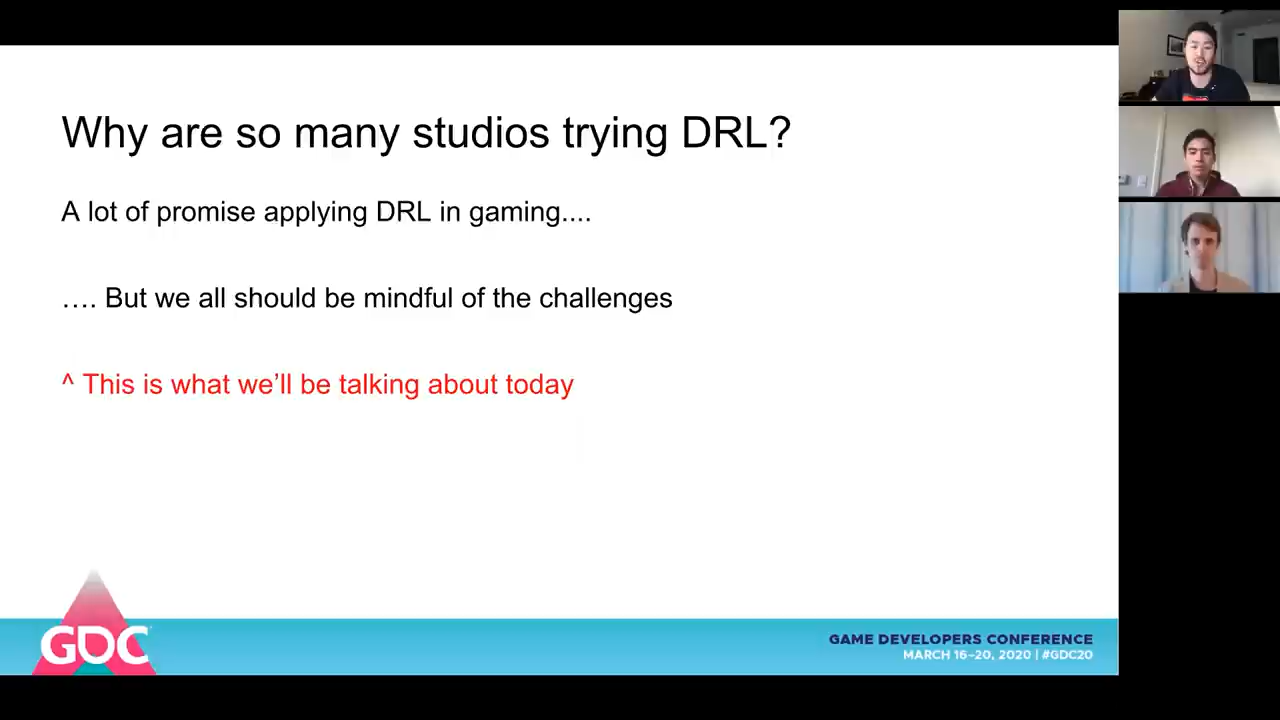 Why are so many studios trying DRL?
A lot of promise applying DRL in gaming....
…. But we all should be mindful of the challenges
^ This is what we’ll be talking about today
GDC
GAME DEVELOPERS CONFERENCE
MARCH 16–20, 2020 | #GDC20